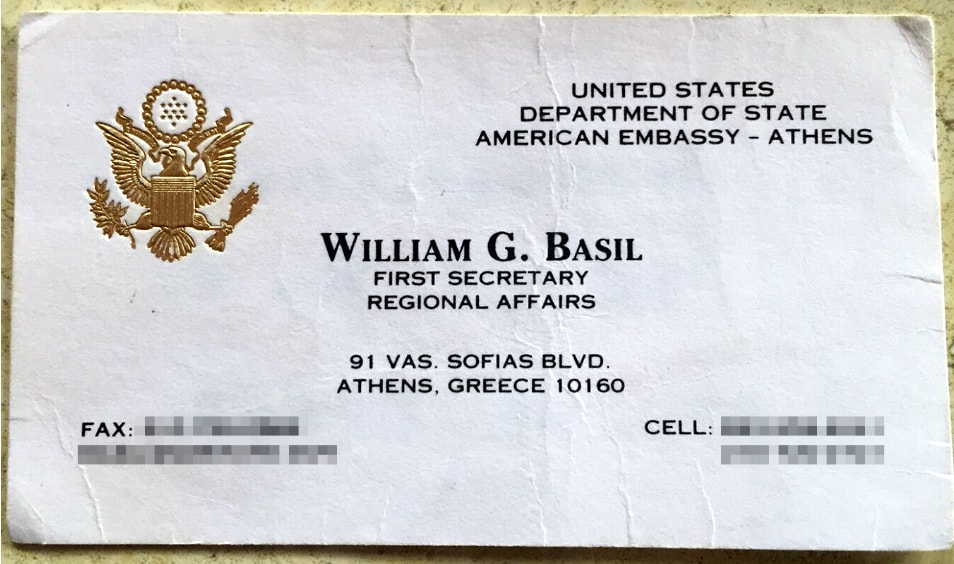 UNITED STATES
DEPARTMENT OF STATE
AMERICAN EMBASSY – ATHENS
WILLIAM G. BASIL
FIRST SECRETARY
REGIONAL AFFAIRS
91 VAS. SOFIAS BLVD.
ATHENS, GREECE 10160
FAX:
CELL: